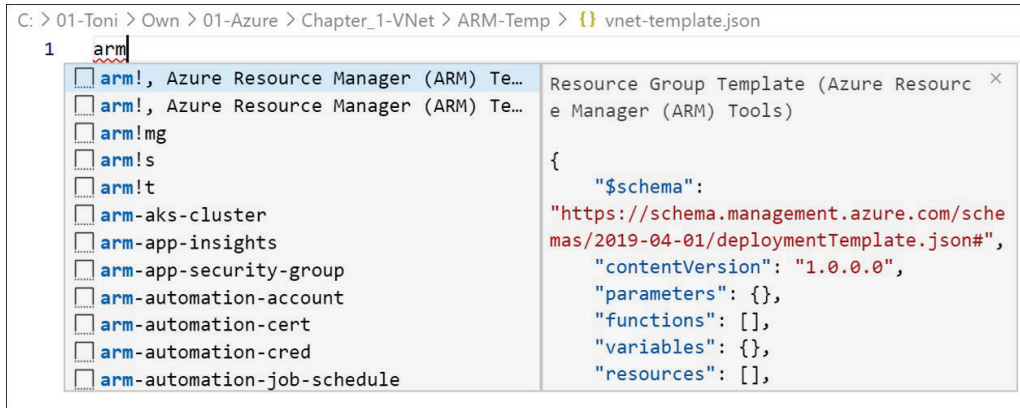 C: > 01-Toni > Own > 01-Azure > Chapter_1-VNet > ARM-Temp > {} vnet-template.json
1 arm
arm!, Azure Resource Manager (ARM) Te…
arm!, Azure Resource Manager (ARM) Te…
arm!mg
arm!s
arm!t
arm-aks-cluster
arm-app-insights
arm-app-security-group
arm-automation-account
arm-automation-cert
arm-automation-cred
arm-automation-job-schedule
Resource Group Template (Azure Resourc
e Manager (ARM) Tools)
{
"$schema":
"https://schema.management.azure.com/sche
mas/2019-04-01/deploymentTemplate.json#",
"contentVersion": "1.0.0.0",
"parameters": {},
"functions": [],
"variables": {},
"resources": [],